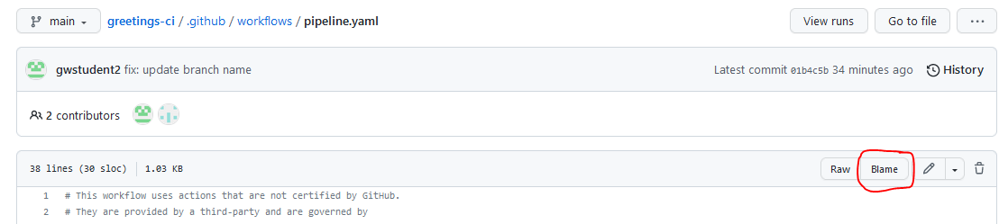 main greetings-ci / .github / workflows / pipeline.yaml View runs Go to file ...
gwstudent2 fix: update branch name Latest commit 01b4c5b 34 minutes ago History
2 contributors
38 lines (30 sloc) 1.03 KB Raw Blame
1 # This workflow uses actions that are not certified by GitHub.
2 # They are provided by a third-party and are governed by